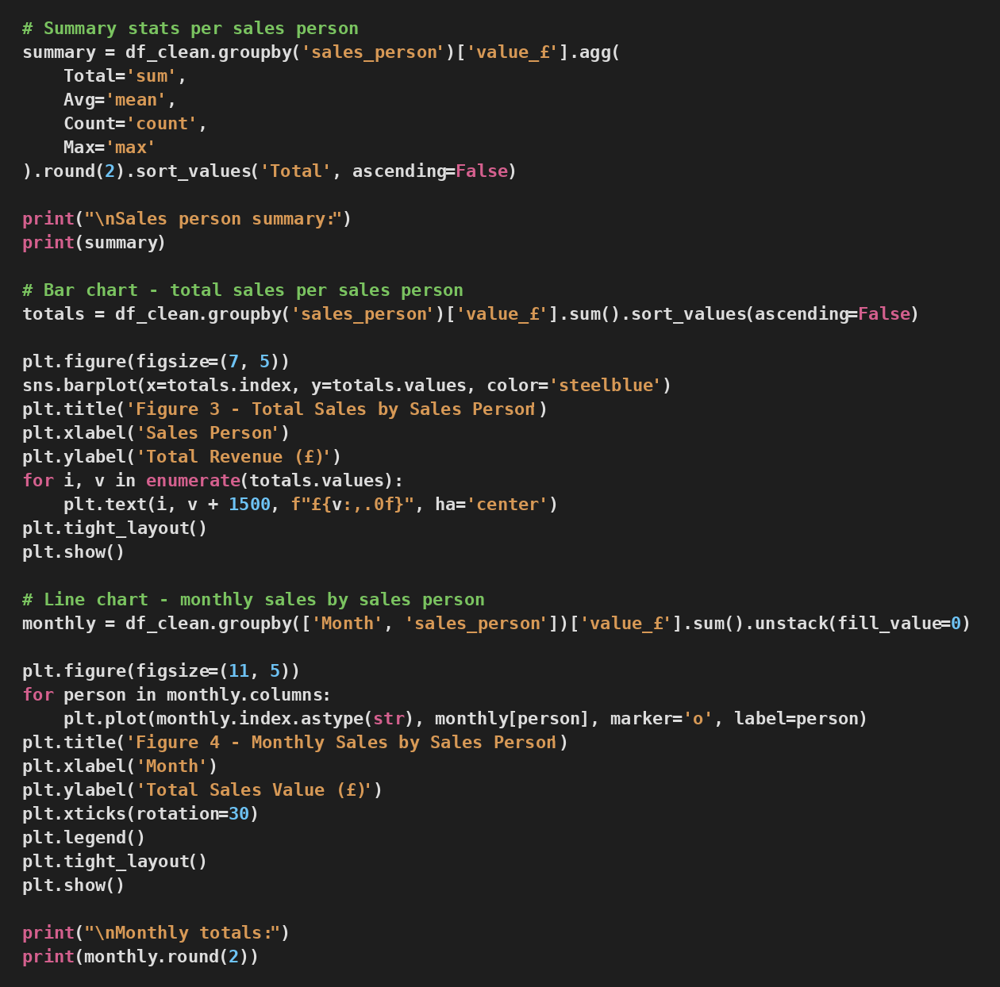 # Summary stats per sales person
summary = df_clean.groupby('sales_person')['value_£'].agg(
    Total='sum',
    Avg='mean',
    Count='count',
    Max='max'
).round(2).sort_values('Total', ascending=False)

print("\nSales person summary:")
print(summary)

# Bar chart - total sales per sales person
totals = df_clean.groupby('sales_person')['value_£'].sum().sort_values(ascending=False)

plt.figure(figsize=(7, 5))
sns.barplot(x=totals.index, y=totals.values, color='steelblue')
plt.title('Figure 3 - Total Sales by Sales Person')
plt.xlabel('Sales Person')
plt.ylabel('Total Revenue (£)')
for i, v in enumerate(totals.values):
    plt.text(i, v + 1500, f"£{v:,.0f}", ha='center')
plt.tight_layout()
plt.show()

# Line chart - monthly sales by sales person
monthly = df_clean.groupby(['Month', 'sales_person'])['value_£'].sum().unstack(fill_value=0)

plt.figure(figsize=(11, 5))
for person in monthly.columns:
    plt.plot(monthly.index.astype(str), monthly[person], marker='o', label=person)
plt.title('Figure 4 - Monthly Sales by Sales Person')
plt.xlabel('Month')
plt.ylabel('Total Sales Value (£)')
plt.xticks(rotation=30)
plt.legend()
plt.tight_layout()
plt.show()

print("\nMonthly totals:")
print(monthly.round(2))